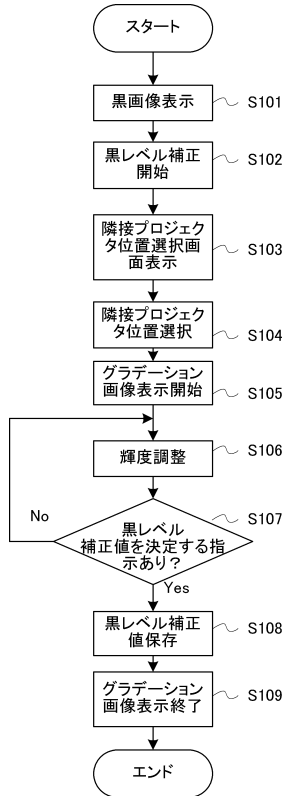 スタート
黒画像表示
S101
黒レベル補正
開始
S102
隣接プロジェク
タ位置選択画
面表示
S103
隣接プロジェク
タ位置選択
S104
グラデーション
画像表示開始
S105
輝度調整
S106
No
黒レベル
補正値を決定する指
示あり？
S107
Yes
黒レベル補正
値保存
S108
グラデーション
画像表示終了
S109
エンド